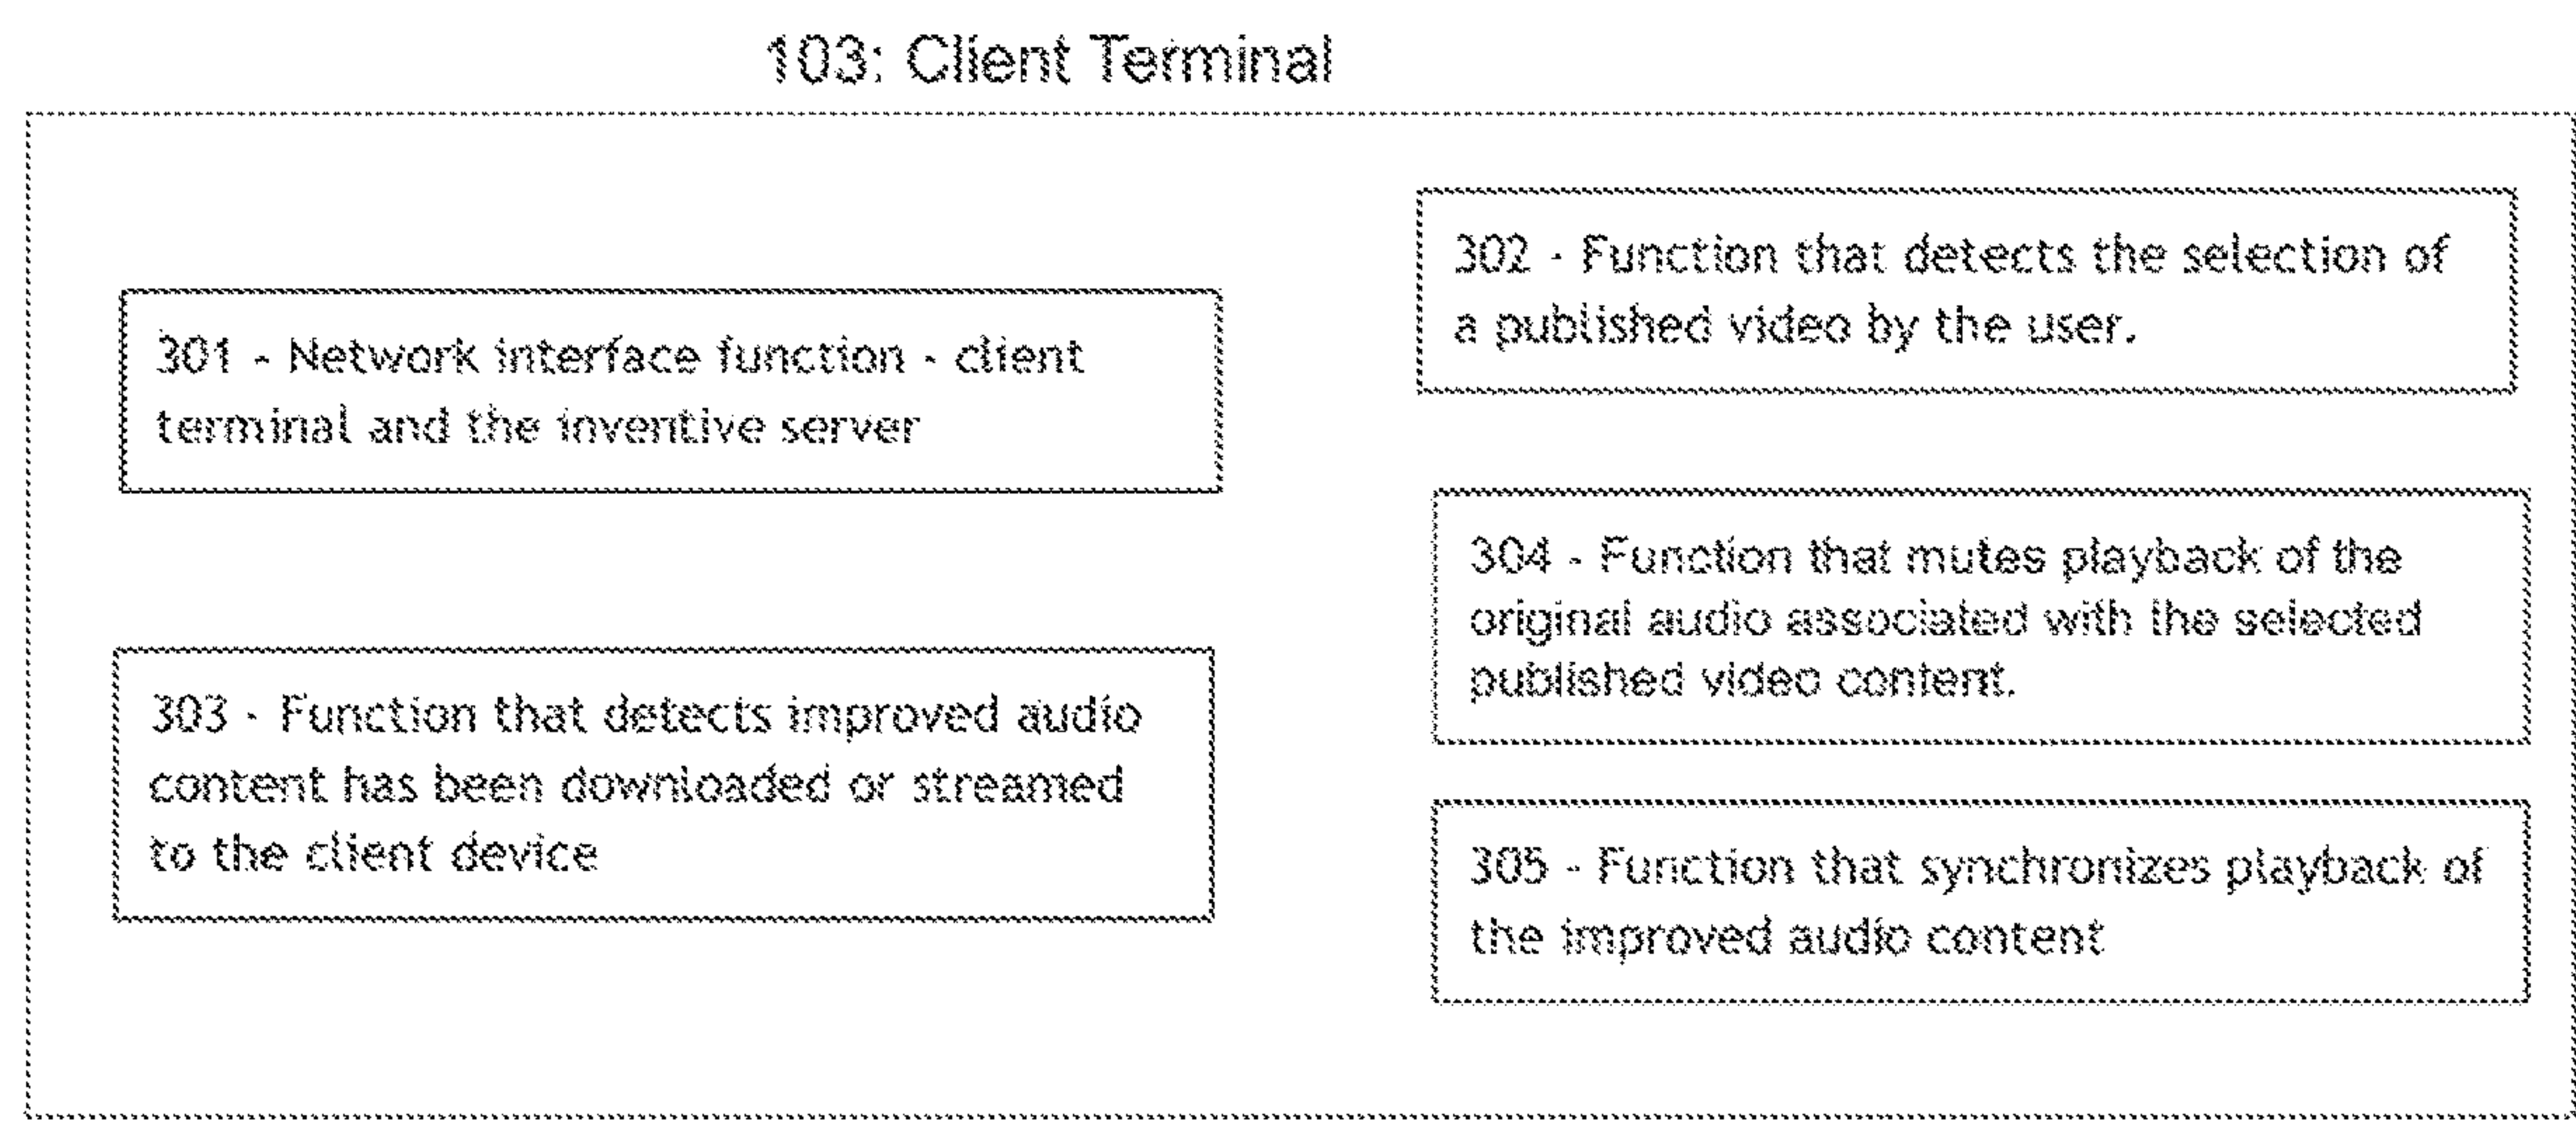 103: Client Terminal
301 - Network interface function - client
terminal and the inventive server
302 - Function that detects the selection of
a published video by the user.
303 - Function that detects improved audio
content has been downloaded or streamed
to the client device
304 - Function that mutes playback of the
original audio associated with the selected
published video content.
305 - Function that synchronizes playback of
the improved audio content